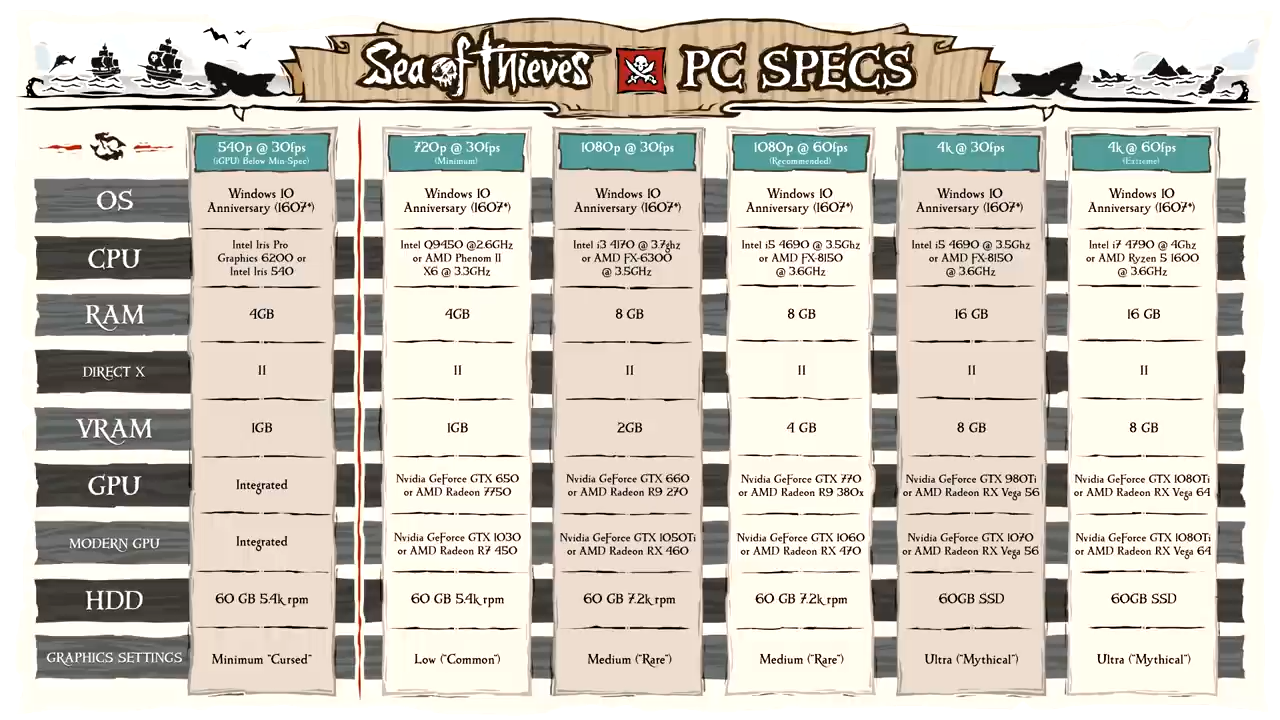 Sea of Thieves PC SPECS
540p @ 30fps
(iGPU) Below Min-Spec)
720p @ 30fps
(Minimum)
1080p @ 30fps
1080p @ 60fps
(Recommended)
4k @ 30fps
4k @ 60fps
(Extreme)
OS
Windows 10
Anniversary (1607*)
Windows 10
Anniversary (1607*)
Windows 10
Anniversary (1607*)
Windows 10
Anniversary (1607*)
Windows 10
Anniversary (1607*)
Windows 10
Anniversary (1607*)
CPU
Intel Iris Pro
Graphics 6200 or
Intel Iris 540
Intel Q9450 @2.6GHz
or AMD Phenom II
X6 @ 3.3GHz
Intel i3 4170 @ 3.7ghz
or AMD FX-6300
@ 3.5GHz
Intel i5 4690 @ 3.5Ghz
or AMD FX-8150
@ 3.6GHz
Intel i5 4690 @ 3.5Ghz
or AMD FX-8150
@ 3.6GHz
Intel i7 4790 @ 4Ghz
or AMD Ryzen 5 1600
@ 3.6GHz
RAM
4GB
4GB
8 GB
8 GB
16 GB
16 GB
DIRECT X
11
11
11
11
11
11
VRAM
1GB
1GB
2GB
4 GB
8 GB
8 GB
GPU
Integrated
Nvidia GeForce GTX 650
or AMD Radeon 7750
Nvidia GeForce GTX 660
or AMD Radeon R9 270
Nvidia GeForce GTX 770
or AMD Radeon R9 380x
Nvidia GeForce GTX 980Ti
or AMD Radeon RX Vega 56
Nvidia GeForce GTX 1080Ti
or AMD Radeon RX Vega 64
MODERN GPU
Integrated
Nvidia GeForce GTX 1030
or AMD Radeon R7 450
Nvidia GeForce GTX 1050Ti
or AMD Radeon RX 460
Nvidia GeForce GTX 1060
or AMD Radeon RX 470
Nvidia GeForce GTX 1070
or AMD Radeon RX Vega 56
Nvidia GeForce GTX 1080Ti
or AMD Radeon RX Vega 64
HDD
60 GB 5.4k rpm
60 GB 5.4k rpm
60 GB 7.2k rpm
60 GB 7.2k rpm
60GB SSD
60GB SSD
GRAPHICS SETTINGS
Minimum "Cursed"
Low ("Common")
Medium ("Rare")
Medium ("Rare")
Ultra ("Mythical")
Ultra ("Mythical")